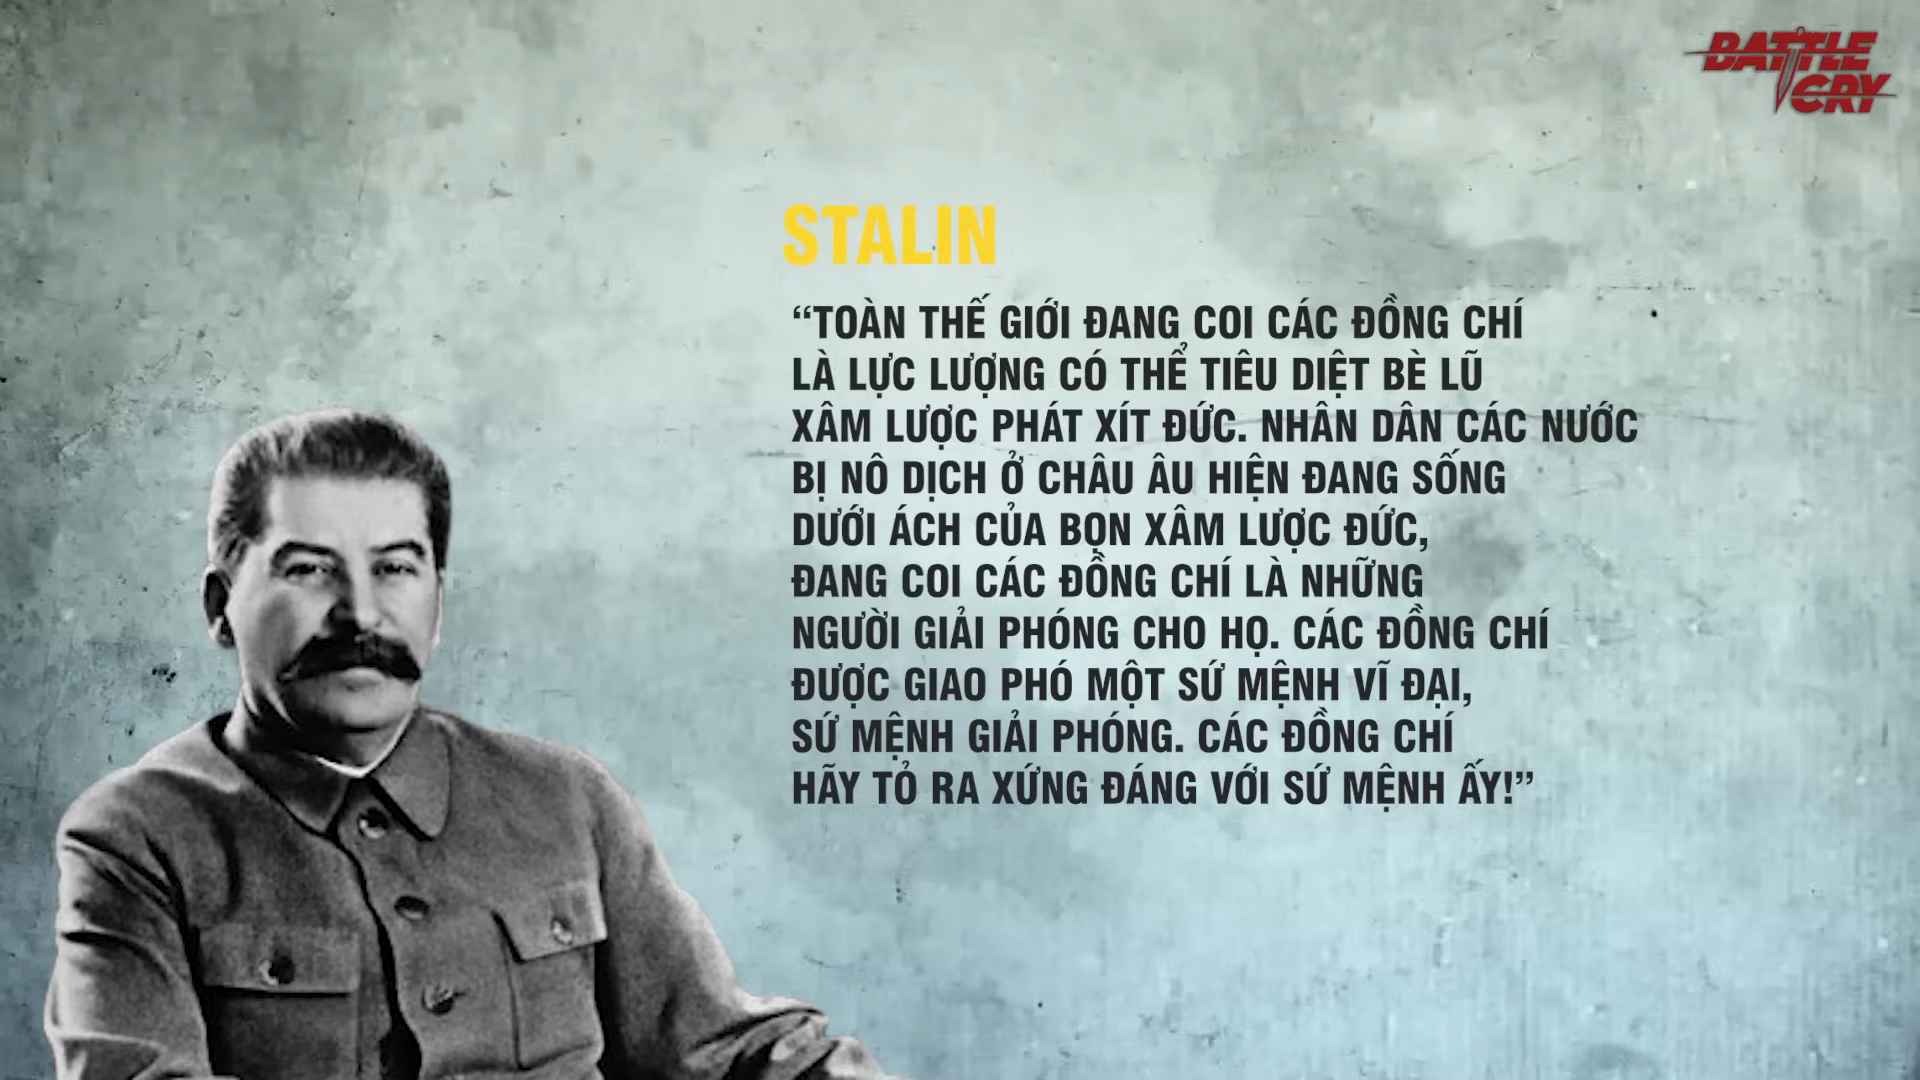 BATTLE
CRY
STALIN
“TOÀN THẾ GIỚI ĐANG COI CÁC ĐỒNG CHÍ
LÀ LỰC LƯỢNG CÓ THỂ TIÊU DIỆT BÈ LŨ
XÂM LƯỢC PHÁT XÍT ĐỨC. NHÂN DÂN CÁC NƯỚC
BỊ NÔ DỊCH Ở CHÂU ÂU HIỆN ĐANG SỐNG
DƯỚI ÁCH CỦA BỌN XÂM LƯỢC ĐỨC,
ĐANG COI CÁC ĐỒNG CHÍ LÀ NHỮNG
NGƯỜI GIẢI PHÓNG CHO HỌ. CÁC ĐỒNG CHÍ
ĐƯỢC GIAO PHÓ MỘT SỨ MỆNH VĨ ĐẠI,
SỨ MỆNH GIẢI PHÓNG. CÁC ĐỒNG CHÍ
HÃY TỎ RA XỨNG ĐÁNG VỚI SỨ MỆNH ẤY!”